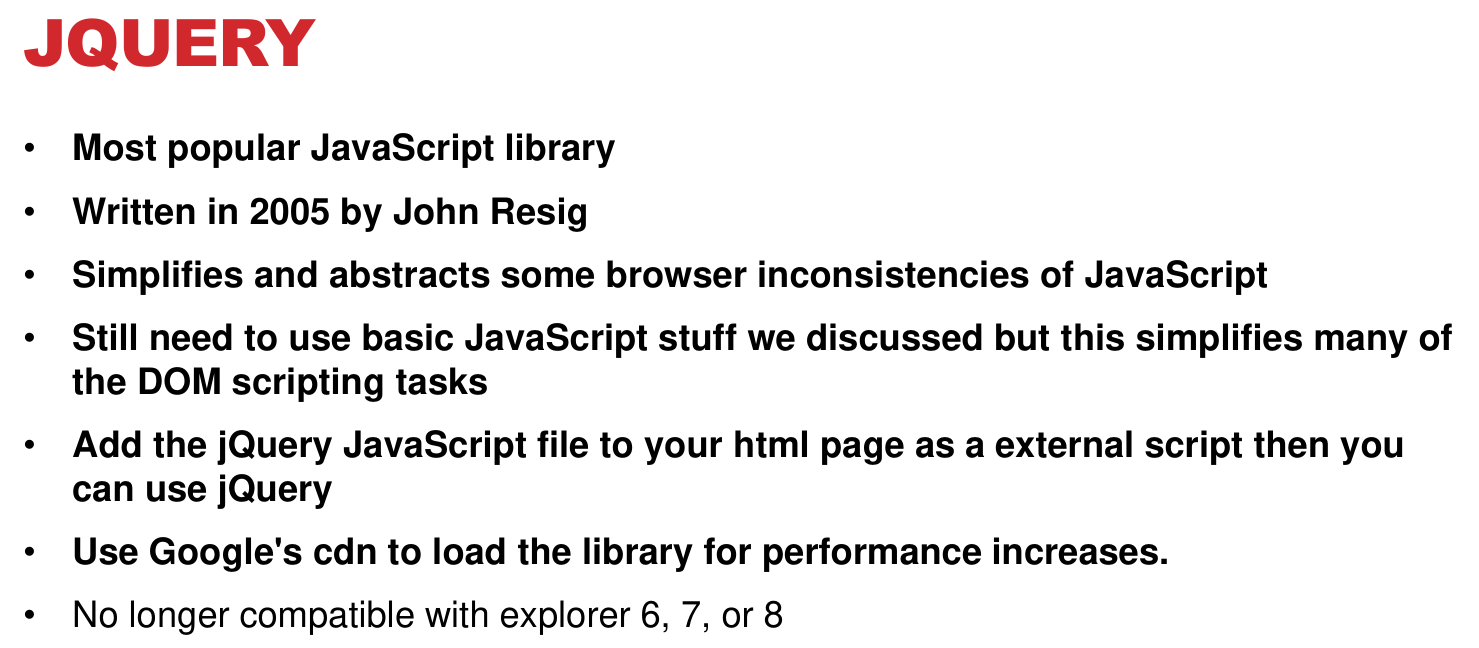 JQUERY
• Most popular JavaScript library
• Written in 2005 by John Resig
• Simplifies and abstracts some browser inconsistencies of JavaScript
• Still need to use basic JavaScript stuff we discussed but this simplifies many of
the DOM scripting tasks
• Add the jQuery JavaScript file to your html page as a external script then you
can use jQuery
• Use Google's cdn to load the library for performance increases.
• No longer compatible with explorer 6, 7, or 8